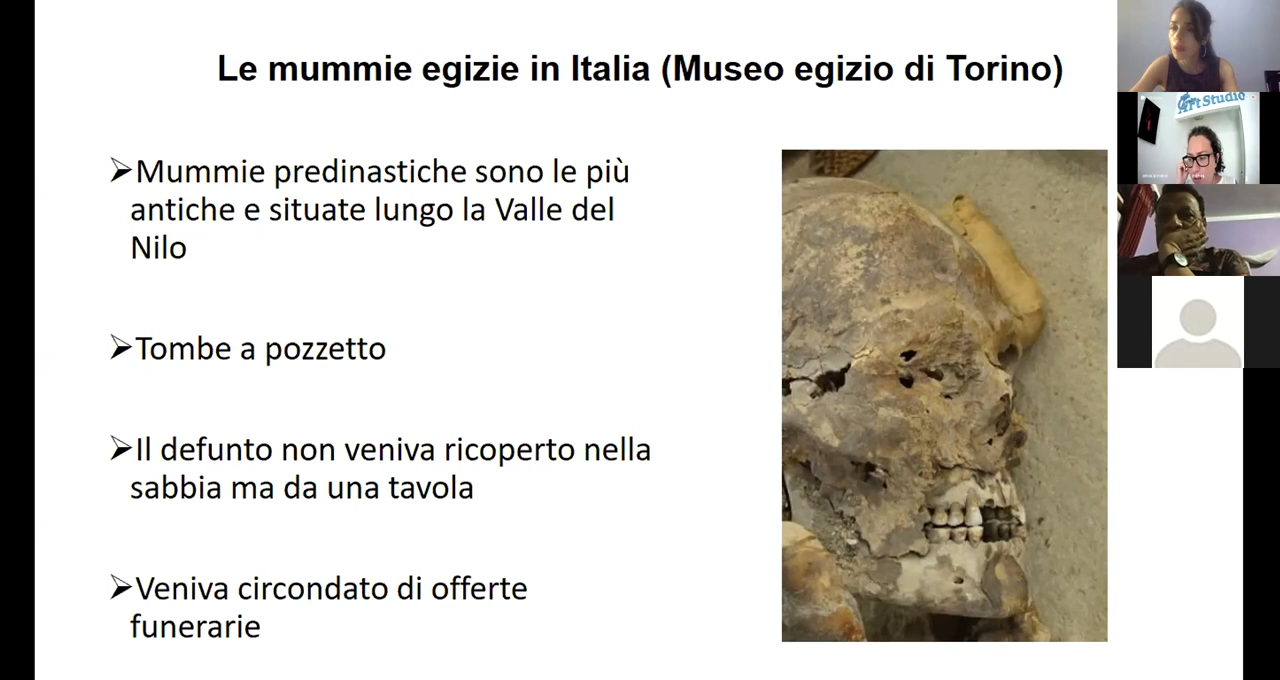 Le mummie egizie in Italia (Museo egizio di Torino)
➢Mummie predinastiche sono le più
antiche e situate lungo la Valle del
Nilo
➢Tombe a pozzetto
➢Il defunto non veniva ricoperto nella
sabbia ma da una tavola
➢Veniva circondato di offerte
funerarie
Art Studio